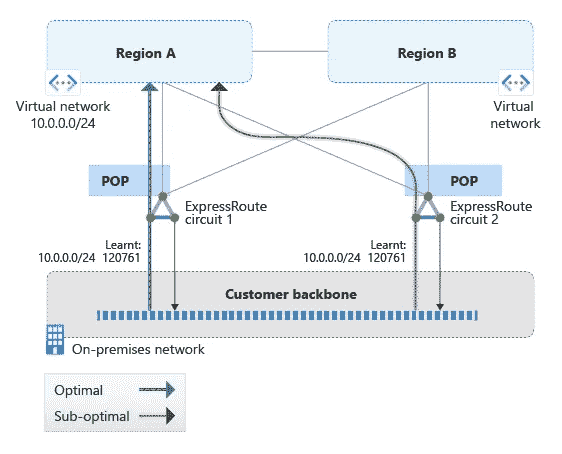 Region A
Region B
Virtual network
10.0.0.0/24
Virtual
network
POP
POP
ExpressRoute
circuit 1
ExpressRoute
circuit 2
Learnt:
10.0.0.0/24 120761
Learnt:
10.0.0.0/24 120761
Customer backbone
On-premises network
Optimal
Sub-optimal